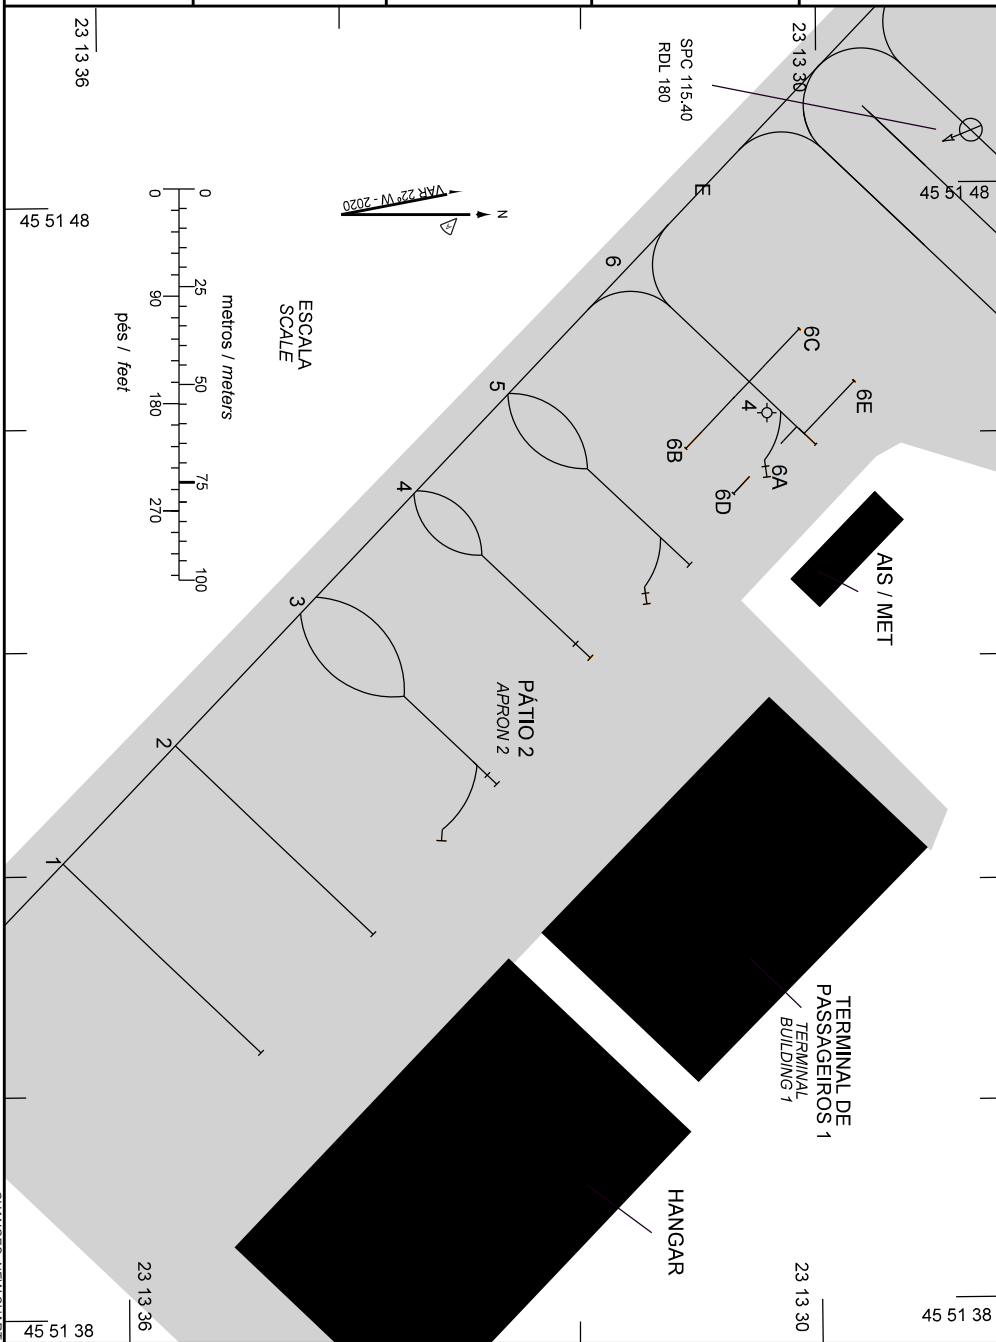 23 13 36
23 13 30
SPC 115.40
RDL 180
45 51 48
45 51 48
VAR 22° W - 2020
N
E
6
5
4
3
2
1
6C
6E
4
6B
6A
6D
0
25
50
75
100
metros / meters
0
90
180
270
pés / feet
ESCALA
SCALE
AIS / MET
PÁTIO 2
APRON 2
TERMINAL DE
PASSAGEIROS 1
TERMINAL
BUILDING 1
HANGAR
23 13 36
23 13 30
45 51 38
45 51 38